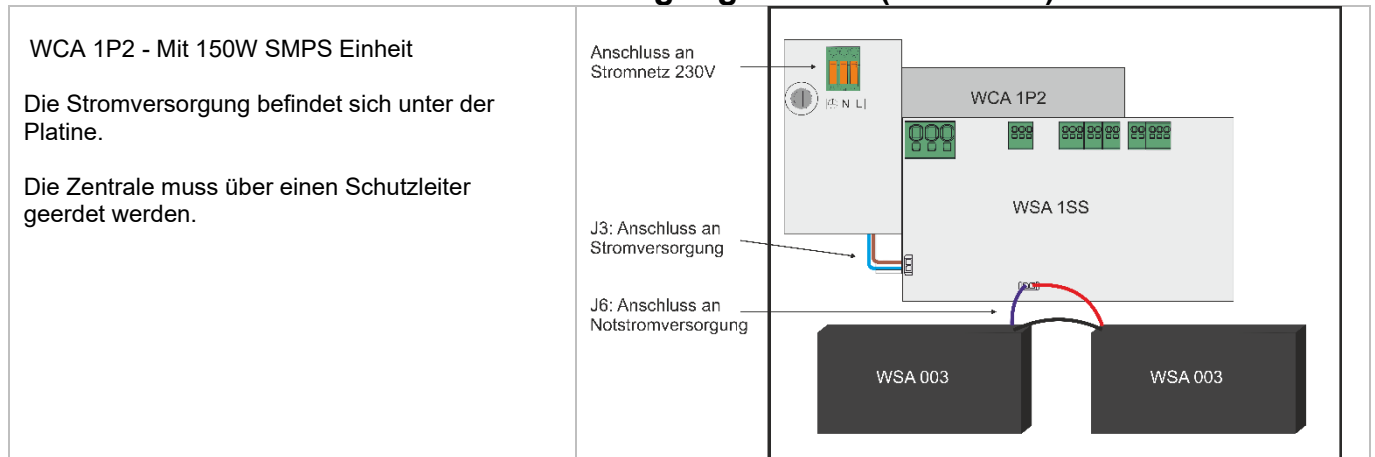 WCA 1P2 - Mit 150W SMPS Einheit
Die Stromversorgung befindet sich unter der
Platine.
Die Zentrale muss über einen Schutzleiter
geerdet werden.
Anschluss an
Stromnetz 230V
N L
WCA 1P2
WSA 1SS
J3: Anschluss an
Stromversorgung
J6: Anschluss an
Notstromversorgung
WSA 003
WSA 003